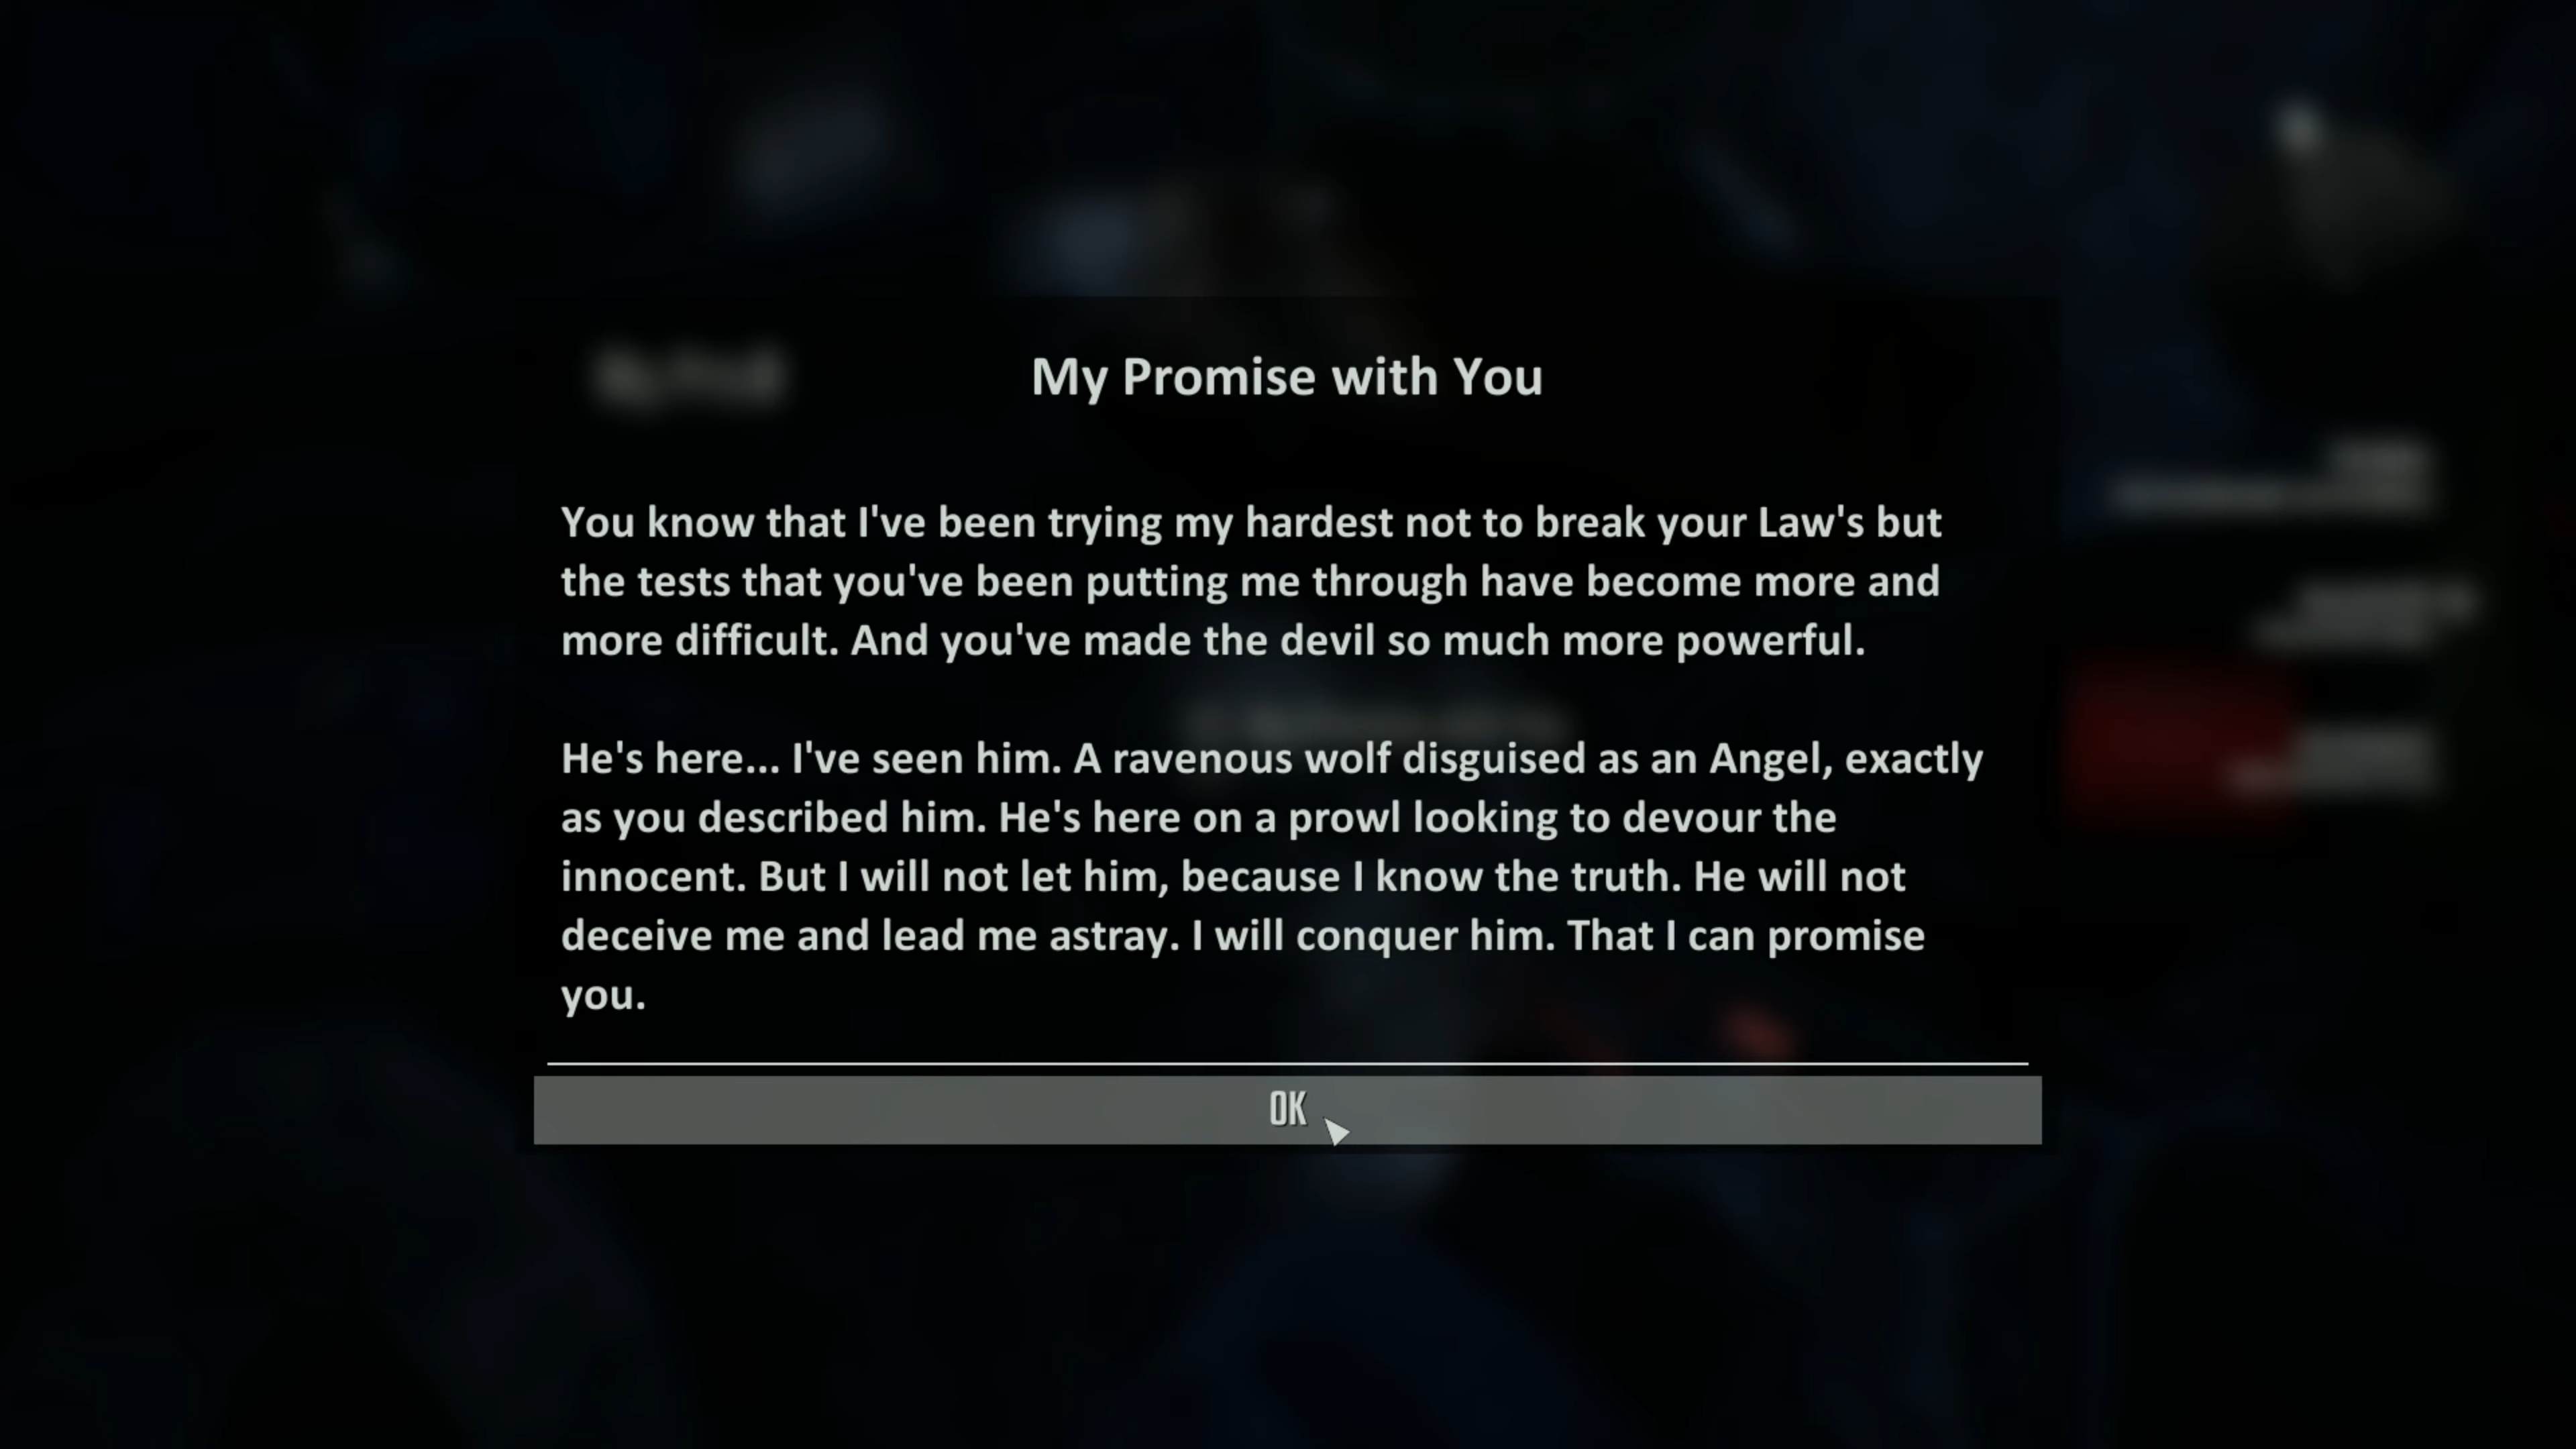 My Promise with You
You know that I've been trying my hardest not to break your Law's but
the tests that you've been putting me through have become more and
more difficult. And you've made the devil so much more powerful.
He's here... I've seen him. A ravenous wolf disguised as an Angel, exactly
as you described him. He's here on a prowl looking to devour the
innocent. But I will not let him, because I know the truth. He will not
deceive me and lead me astray. I will conquer him. That I can promise
you.
OK